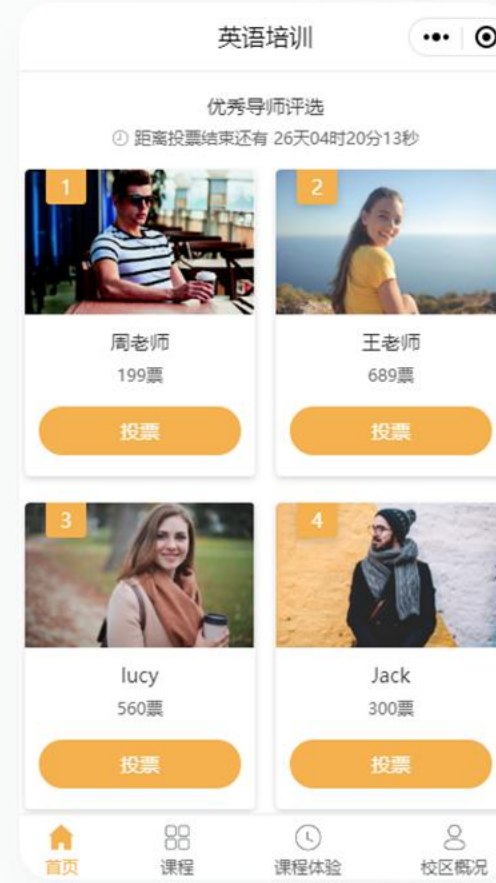 英语培训
优秀导师评选
距离投票结束还有 26天04时20分13秒
1
2
周老师
王老师
199票
689票
投票
投票
3
4
lucy
Jack
560票
300票
投票
投票
首页
课程
课程体验
校区概况